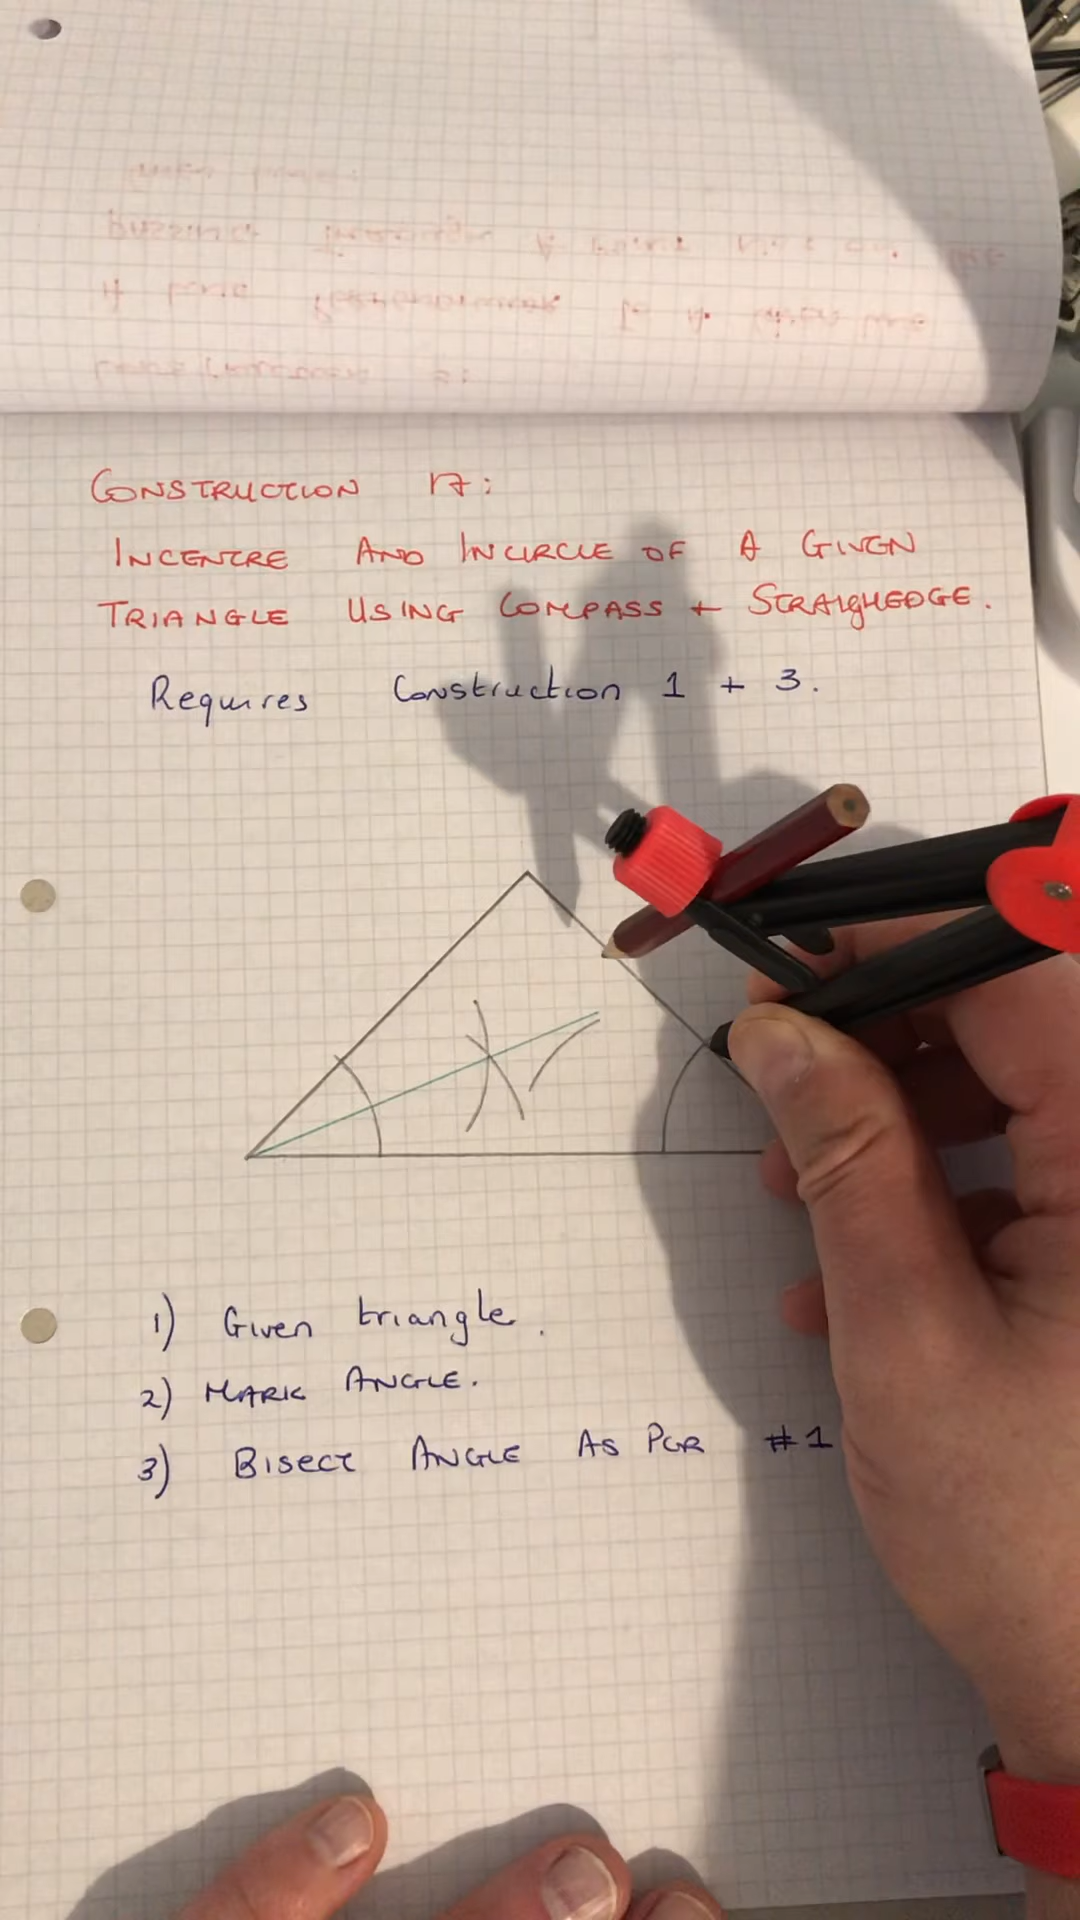 CONSTRUCTION 17:
INCENTRE AND INCIRCLE OF A GIVEN
TRIANGLE USING COMPASS + STRAIGHEDGE.
Requires Construction 1 + 3.
1) Given triangle.
2) MARK ANGLE.
3) BISECT ANGLE AS PER #1